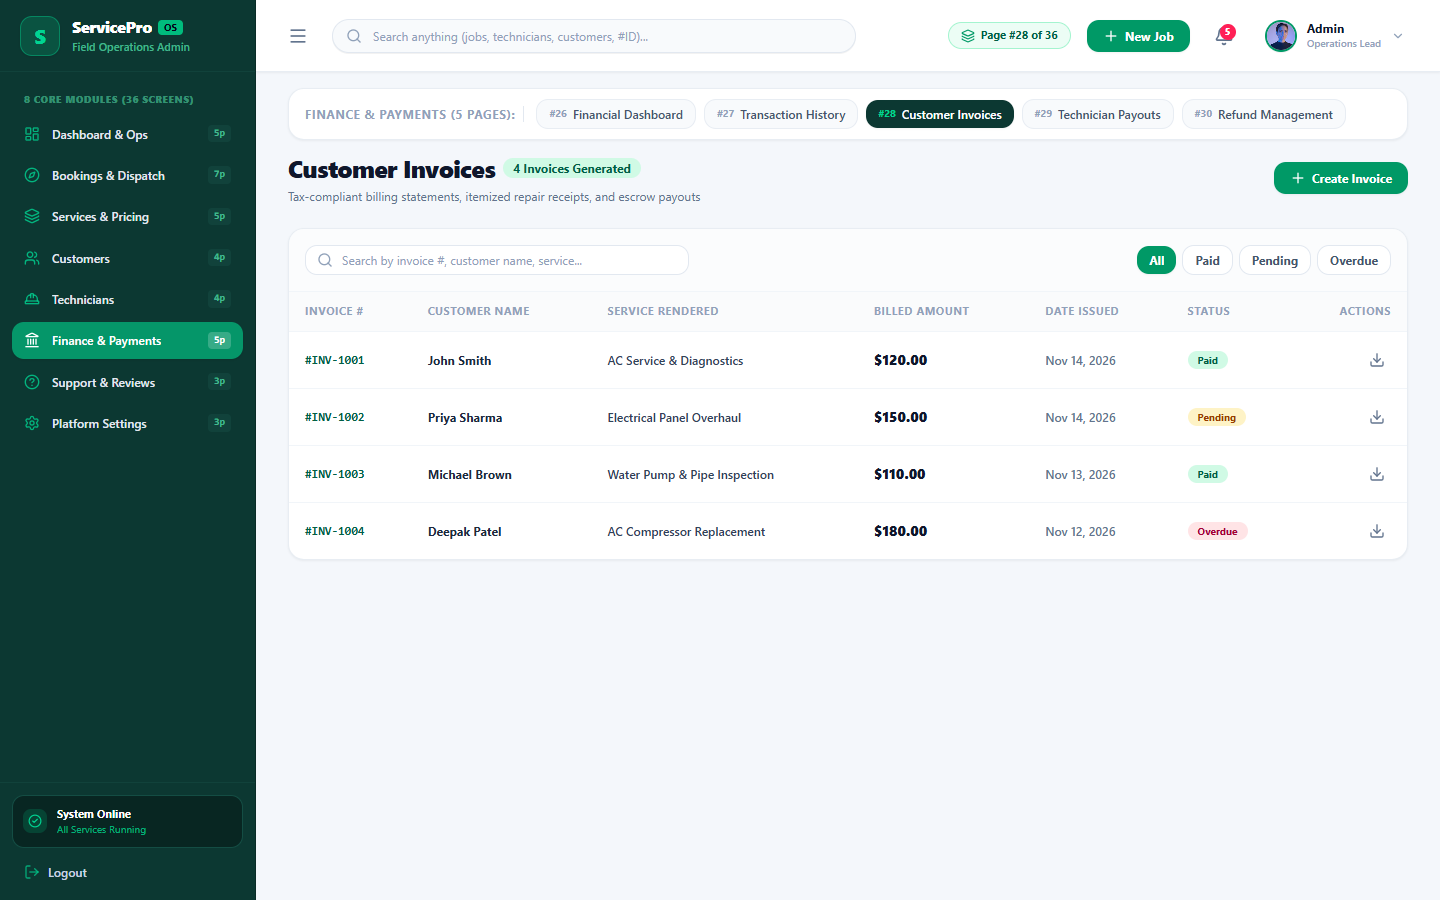 S
ServicePro OS
Field Operations Admin
8 CORE MODULES (36 SCREENS)
Dashboard & Ops 5p
Bookings & Dispatch 7p
Services & Pricing 5p
Customers 4p
Technicians 4p
Finance & Payments 5p
Support & Reviews 3p
Platform Settings 3p
System Online
All Services Running
Logout
Search anything (jobs, technicians, customers, #ID)...
Page #28 of 36
New Job
5
Admin
Operations Lead
FINANCE & PAYMENTS (5 PAGES):
#26 Financial Dashboard
#27 Transaction History
#28 Customer Invoices
#29 Technician Payouts
#30 Refund Management
Customer Invoices
4 Invoices Generated
Tax-compliant billing statements, itemized repair receipts, and escrow payouts
Create Invoice
Search by invoice #, customer name, service...
All
Paid
Pending
Overdue
INVOICE # CUSTOMER NAME SERVICE RENDERED BILLED AMOUNT DATE ISSUED STATUS ACTIONS
#INV-1001 John Smith AC Service & Diagnostics $120.00 Nov 14, 2026 Paid
#INV-1002 Priya Sharma Electrical Panel Overhaul $150.00 Nov 14, 2026 Pending
#INV-1003 Michael Brown Water Pump & Pipe Inspection $110.00 Nov 13, 2026 Paid
#INV-1004 Deepak Patel AC Compressor Replacement $180.00 Nov 12, 2026 Overdue